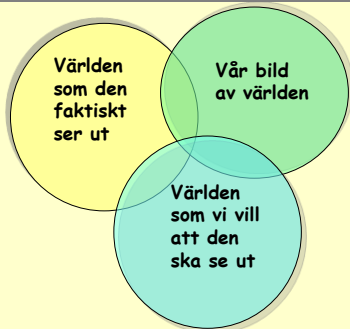 Världen
som den
faktiskt
ser ut
Vår bild
av världen
Världen
som vi vill
att den
ska se ut